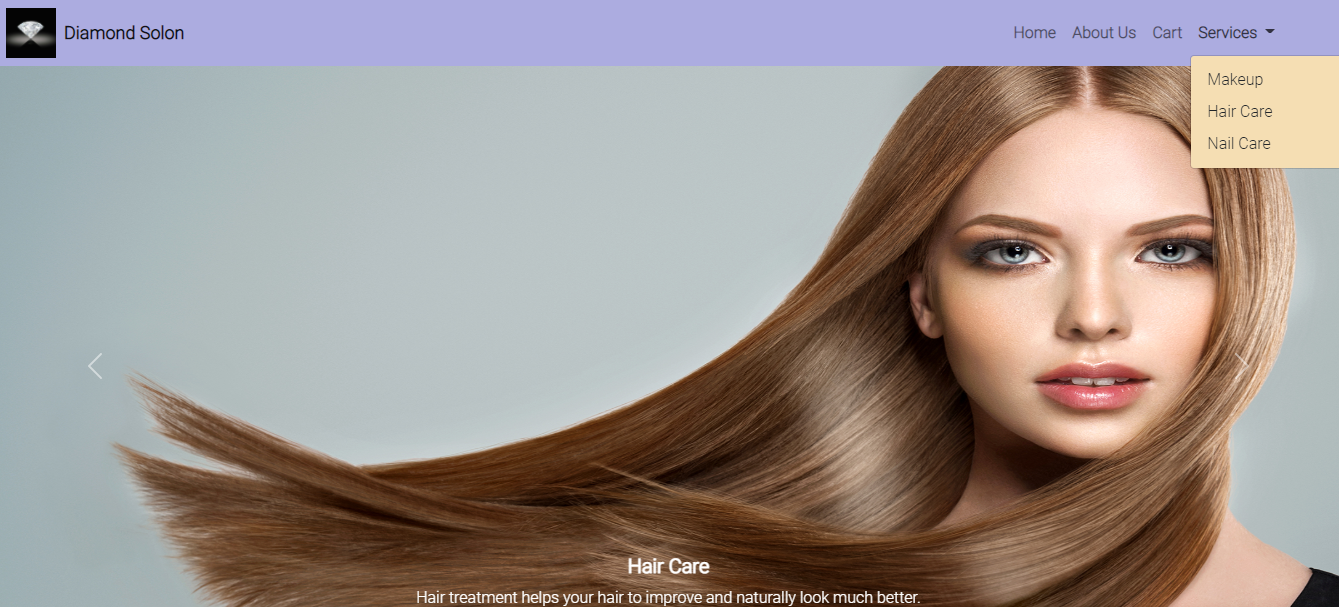 Diamond Solon
Home About Us Cart Services
Makeup
Hair Care
Nail Care
Hair Care
Hair treatment helps your hair to improve and naturally look much better.